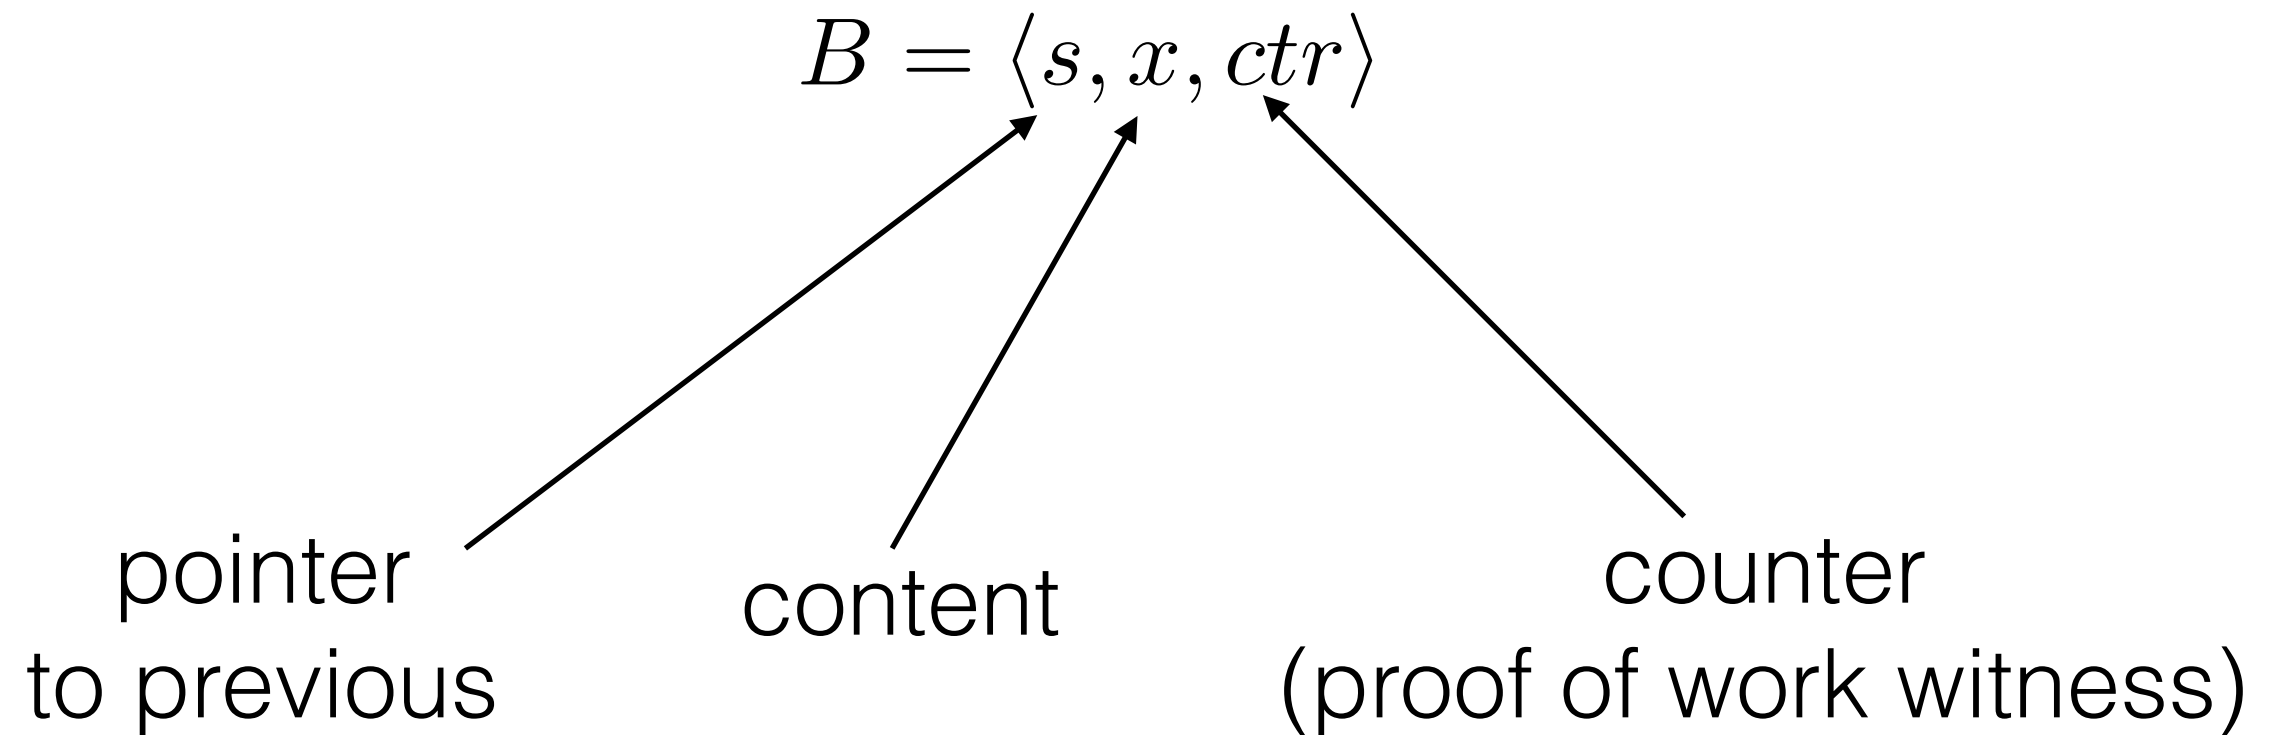 B = ⟨s, x, ctr⟩
pointer
to previous
content
counter
(proof of work witness)